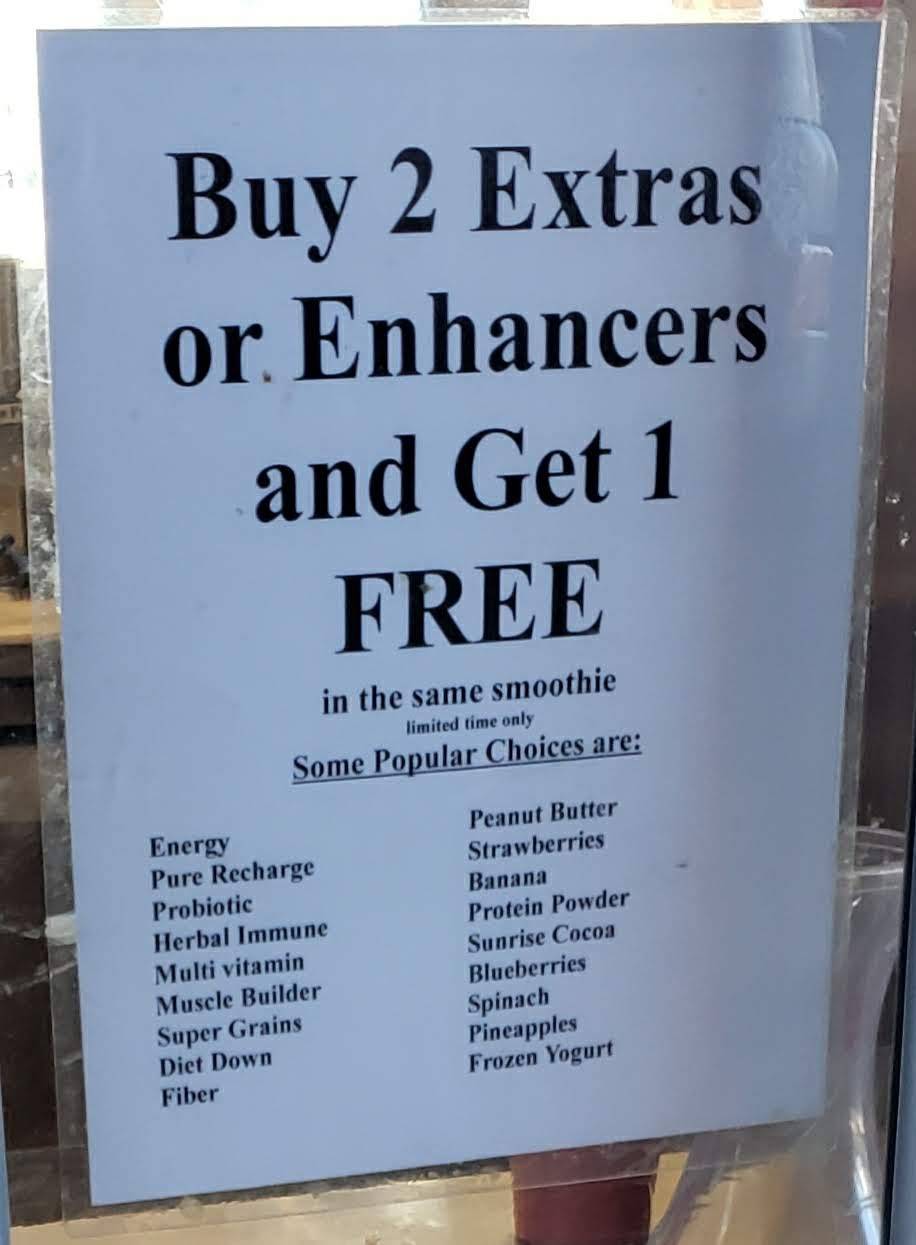 Buy 2 Extras
or Enhancers
and Get 1
FREE
in the same smoothie
limited time only
Some Popular Choices are:
Energy
Pure Recharge
Probiotic
Herbal Immune
Multi vitamin
Muscle Builder
Super Grains
Diet Down
Fiber
Peanut Butter
Strawberries
Banana
Protein Powder
Sunrise Cocoa
Blueberries
Spinach
Pineapples
Frozen Yogurt